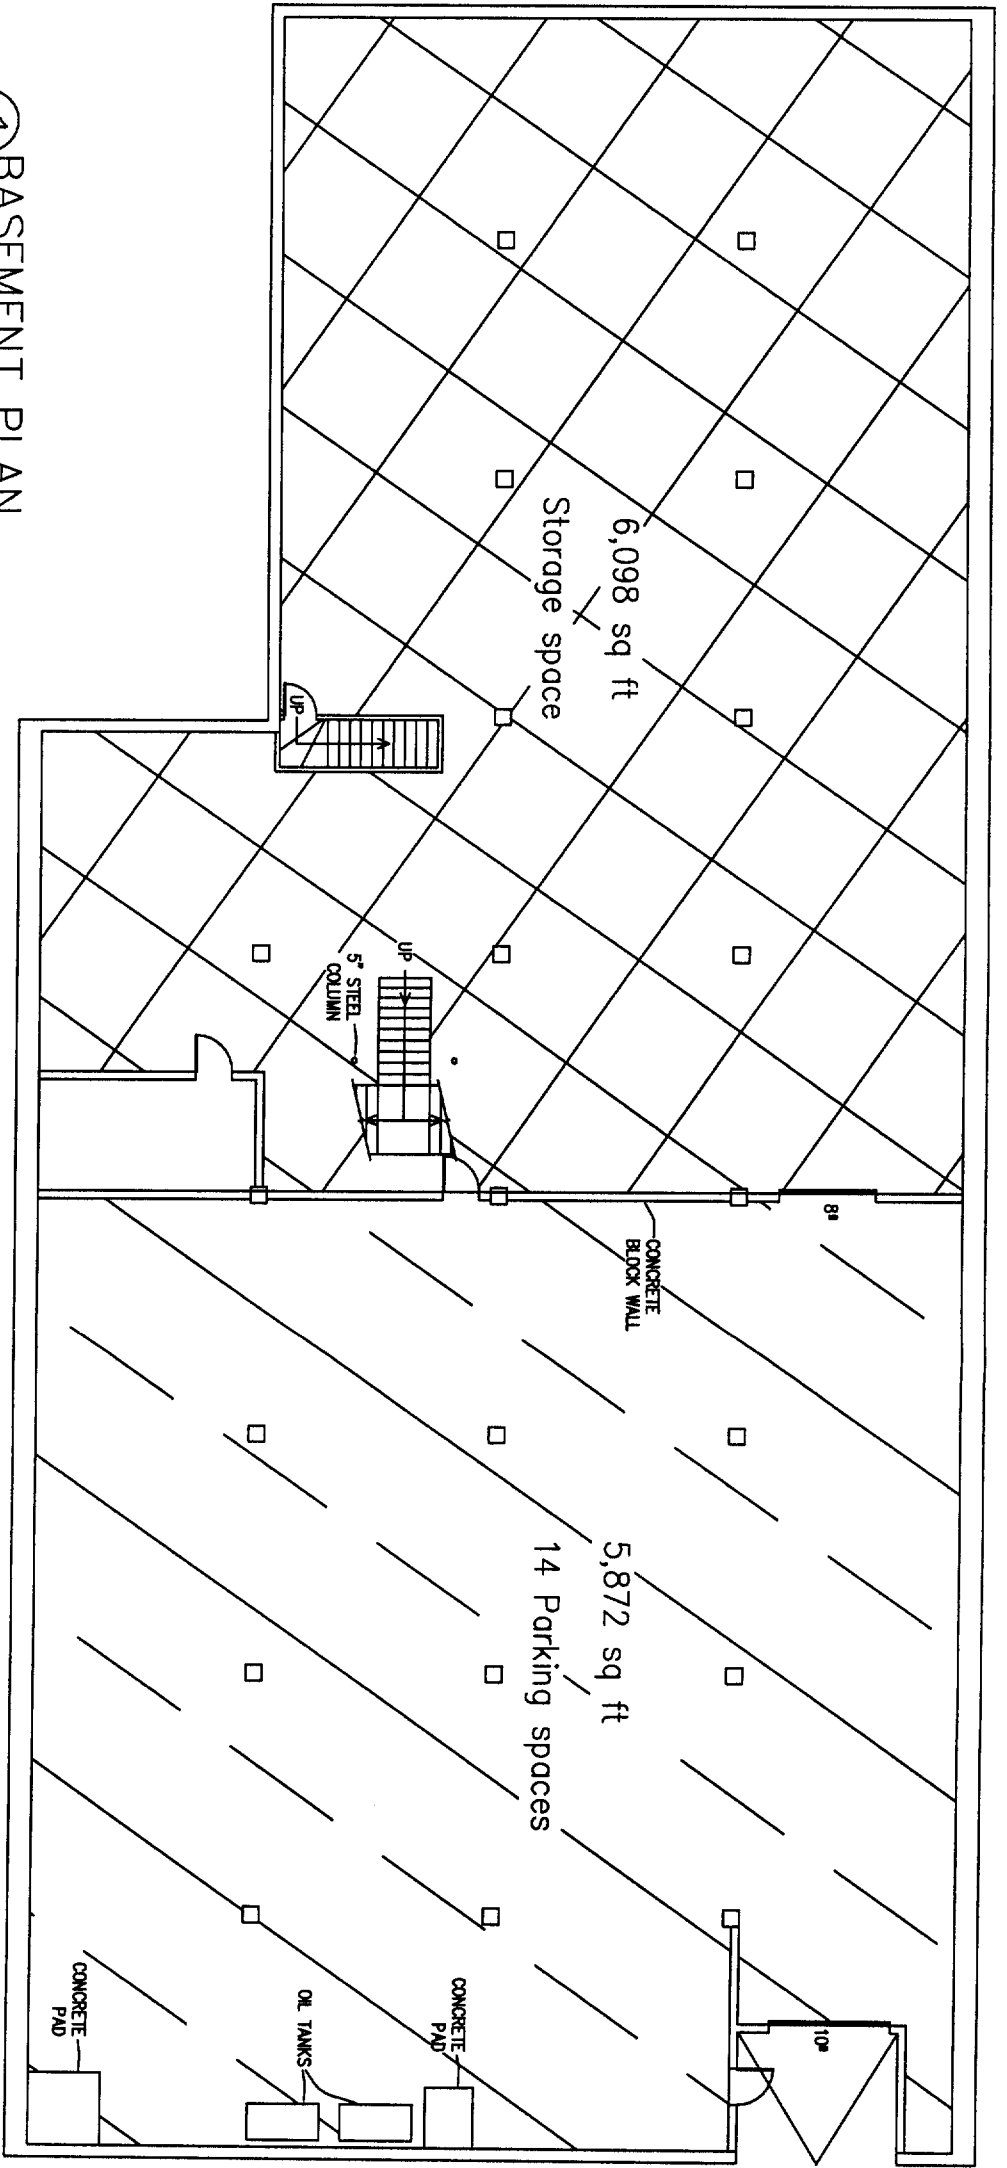 6,098 sq ft
Storage space
UP
UP
5" STEEL
COLUMN
8"
CONCRETE
BLOCK WALL
5,872 sq ft
14 Parking spaces
10"
CONCRETE
PAD
OIL TANKS
CONCRETE
PAD
1 BASEMENT PLAN